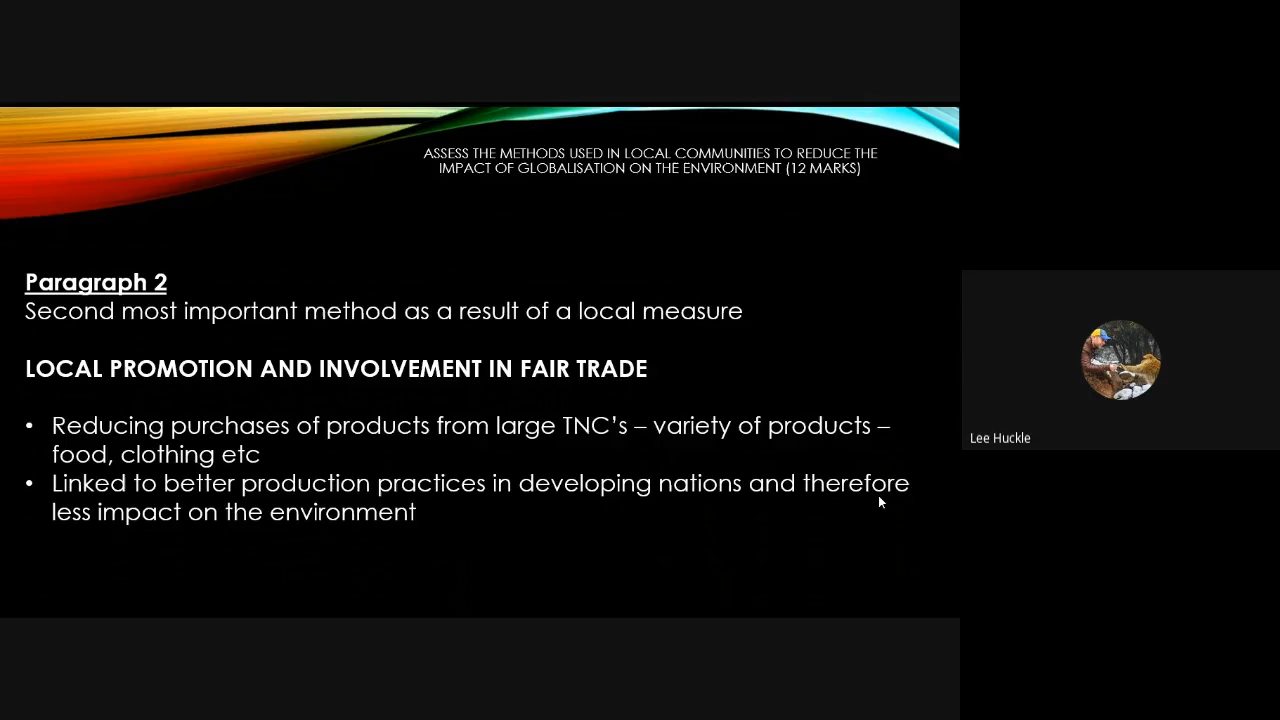 ASSESS THE METHODS USED IN LOCAL COMMUNITIES TO REDUCE THE
IMPACT OF GLOBALISATION ON THE ENVIRONMENT (12 MARKS)
Paragraph 2
Second most important method as a result of a local measure
LOCAL PROMOTION AND INVOLVEMENT IN FAIR TRADE
• Reducing purchases of products from large TNC’s – variety of products –
food, clothing etc
• Linked to better production practices in developing nations and therefore
less impact on the environment
Lee Huckle